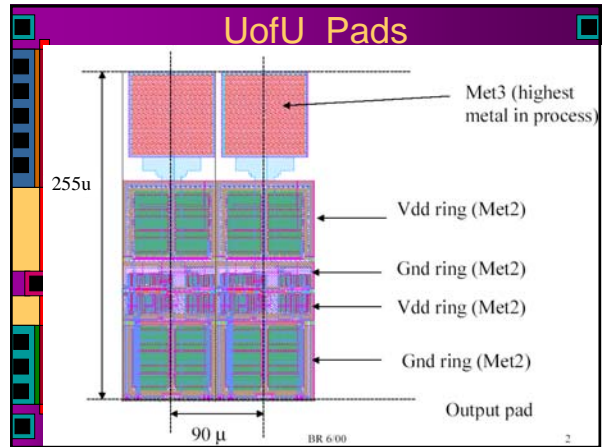 UofU Pads
Met3 (highest
metal in process)
255u
Vdd ring (Met2)
Gnd ring (Met2)
Vdd ring (Met2)
Gnd ring (Met2)
Output pad
90 μ
BR 6/00
2